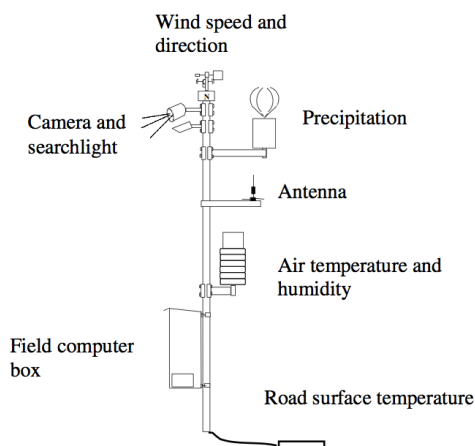 Wind speed and
direction
N
Camera and
searchlight
Precipitation
Antenna
Air temperature and
humidity
Field computer
box
Road surface temperature